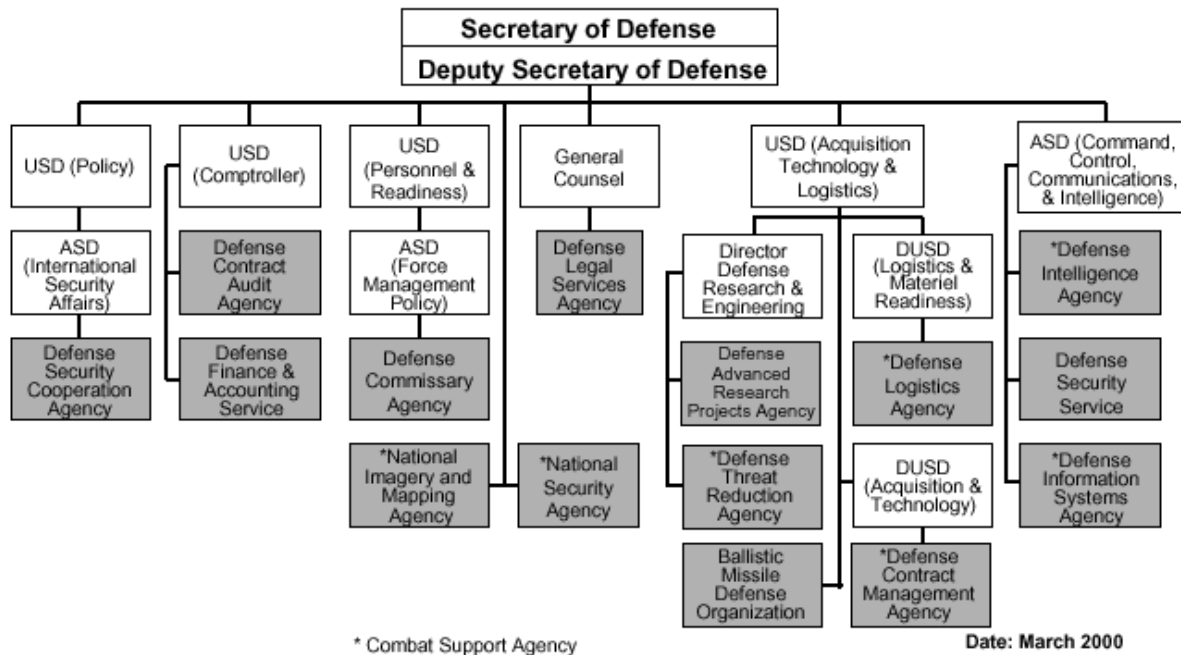 Secretary of Defense
Deputy Secretary of Defense
USD (Policy)
USD
(Comptroller)
USD
(Personnel &
Readiness)
General
Counsel
USD (Acquisition
Technology &
Logistics)
ASD (Command,
Control,
Communications,
& Intelligence)
ASD
(International
Security
Affairs)
Defense
Contract
Audit
Agency
ASD
(Force
Management
Policy)
Defense
Legal
Services
Agency
Director
Defense
Research &
Engineering
DUSD
(Logistics &
Materiel
Readiness)
*Defense
Intelligence
Agency
Defense
Security
Cooperation
Agency
Defense
Finance &
Accounting
Service
Defense
Commissary
Agency
Defense
Advanced
Research
Projects Agency
*Defense
Logistics
Agency
Defense
Security
Service
*National
Imagery and
Mapping
Agency
*National
Security
Agency
*Defense
Threat
Reduction
Agency
DUSD
(Acquisition &
Technology)
*Defense
Information
Systems
Agency
Ballistic
Missile
Defense
Organization
*Defense
Contract
Management
Agency
* Combat Support Agency
Date: March 2000